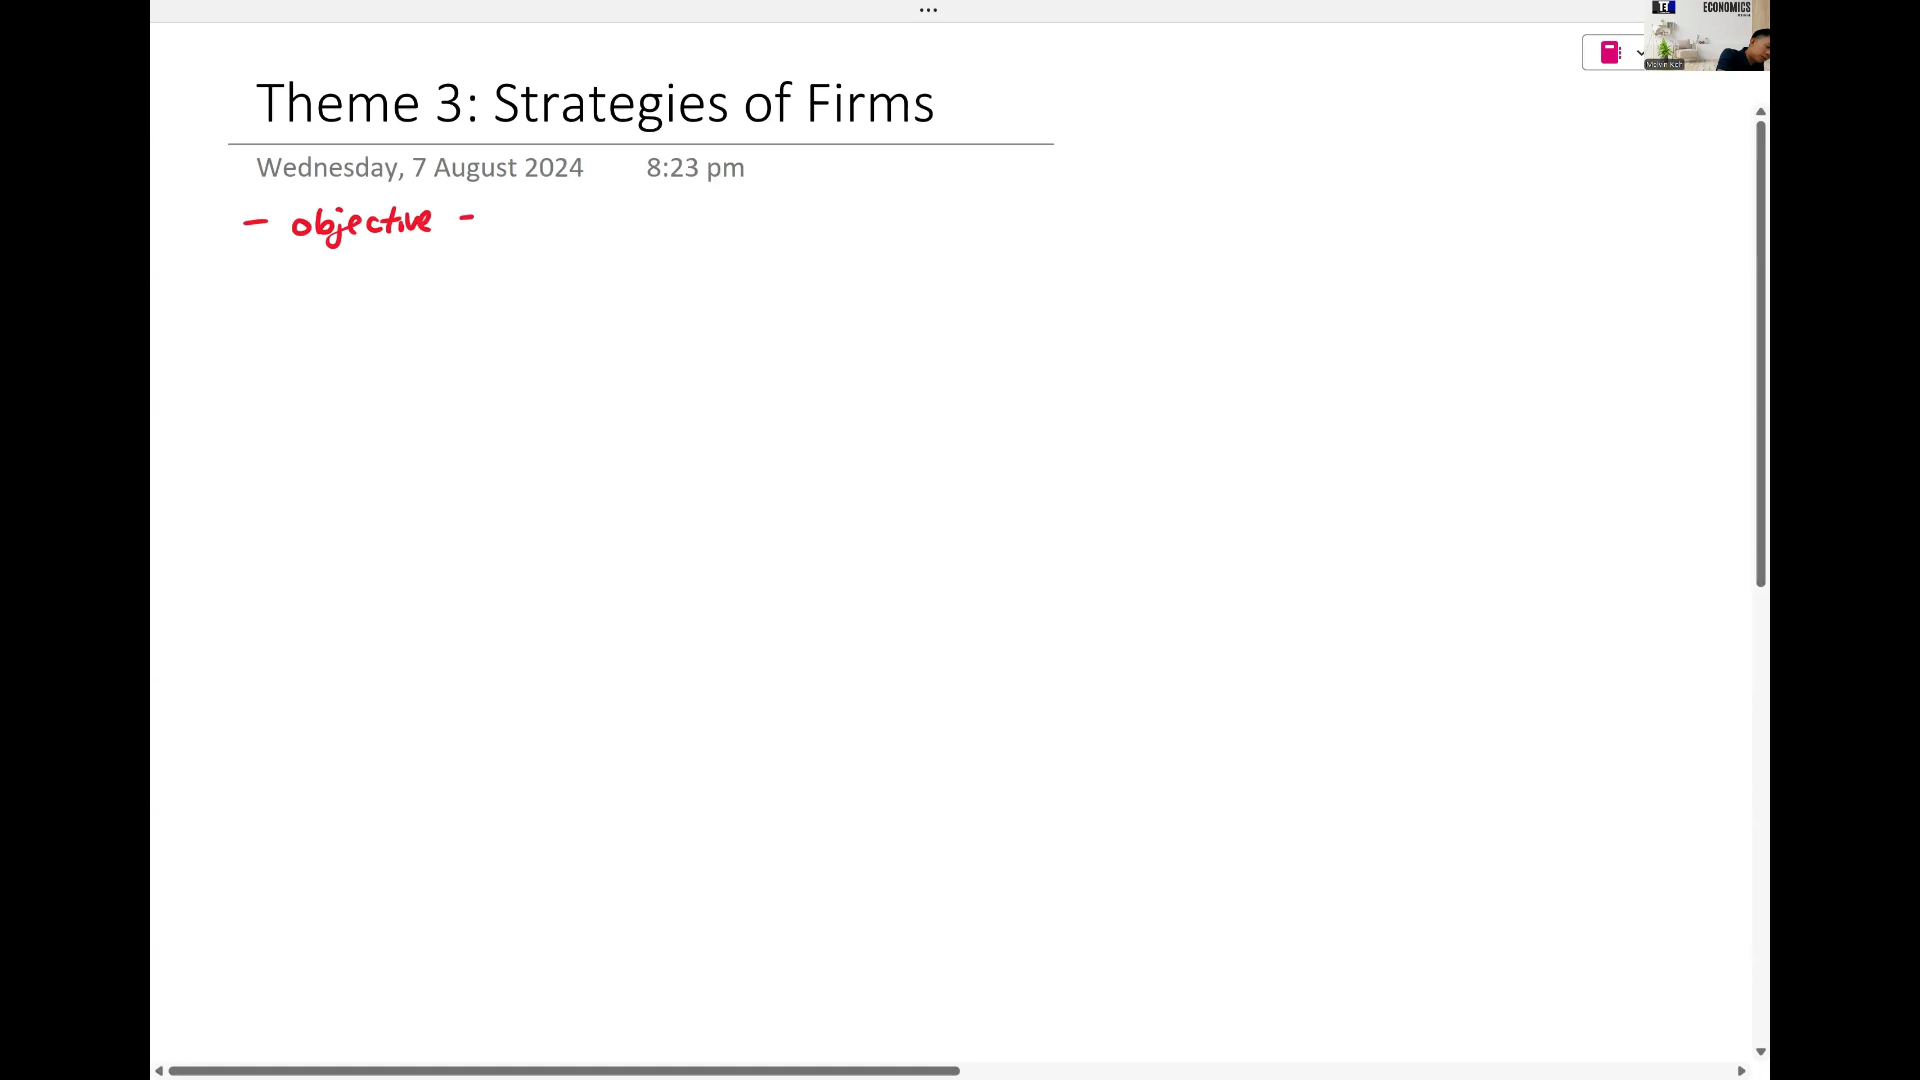 ECONOMICS
Theme 3: Strategies of Firms
Wednesday, 7 August 2024 8:23 pm
- objective -